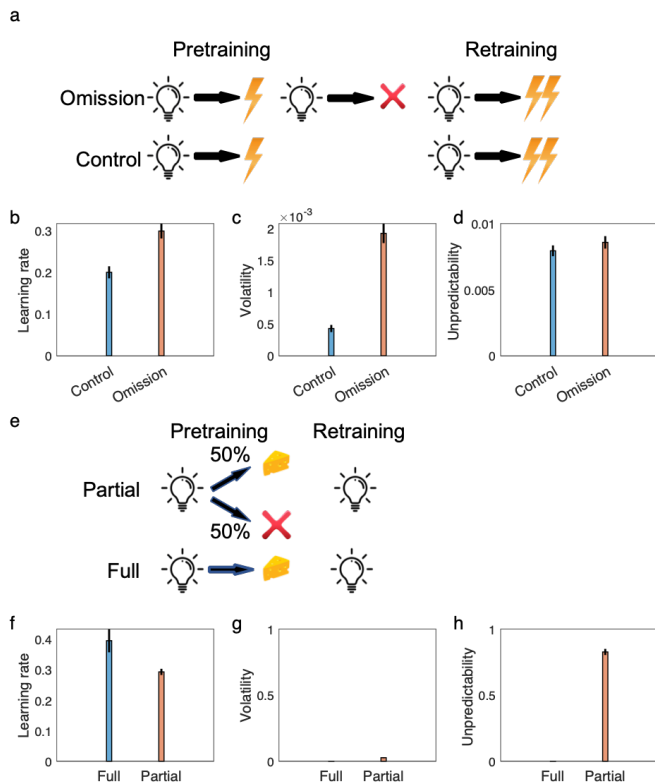 a
Pretraining Retraining
Omission
Control
b c d
×10⁻³
Learning rate
0.3
0.2
0.1
0
Control Omission
Volatility
2
1.5
1
0.5
0
Control Omission
Unpredictability
0.01
0.005
0
Control Omission
e
Pretraining Retraining
50%
Partial
50%
Full
f g h
Learning rate
0.4
0.3
0.2
0.1
0
Full Partial
Volatility
1
0.5
0
Full Partial
Unpredictability
1
0.5
0
Full Partial